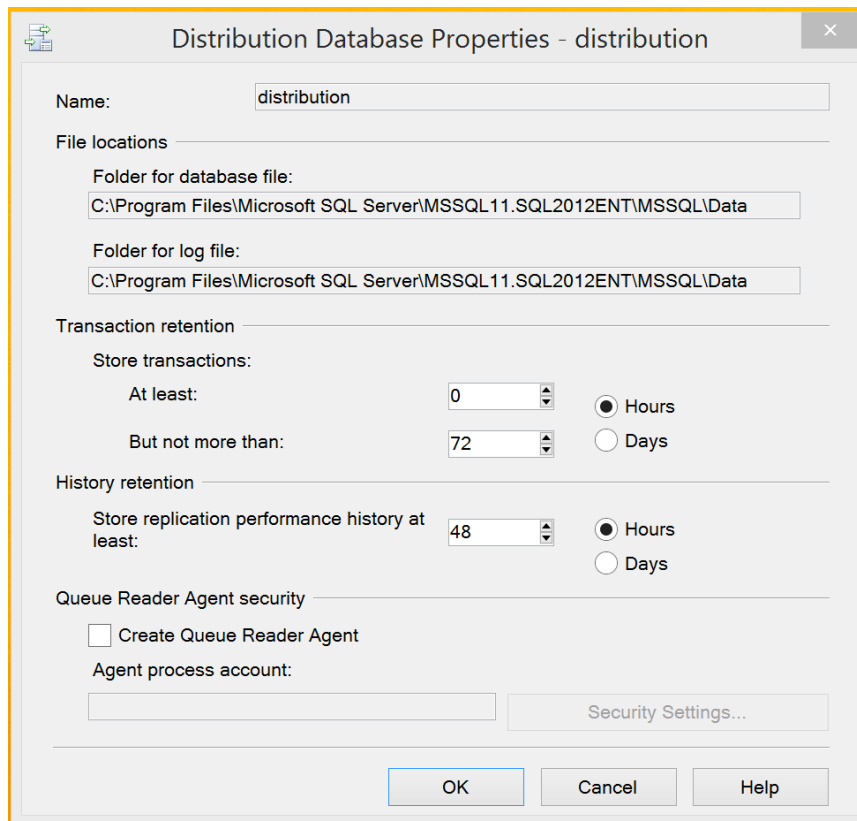 Distribution Database Properties - distribution
Name:
distribution
File locations
Folder for database file:
C:\Program Files\Microsoft SQL Server\MSSQL11.SQL2012ENT\MSSQL\Data
Folder for log file:
C:\Program Files\Microsoft SQL Server\MSSQL11.SQL2012ENT\MSSQL\Data
Transaction retention
Store transactions:
At least:
0
Hours
But not more than:
72
Days
History retention
Store replication performance history at
least:
48
Hours
Days
Queue Reader Agent security
Create Queue Reader Agent
Agent process account:
Security Settings...
OK
Cancel
Help